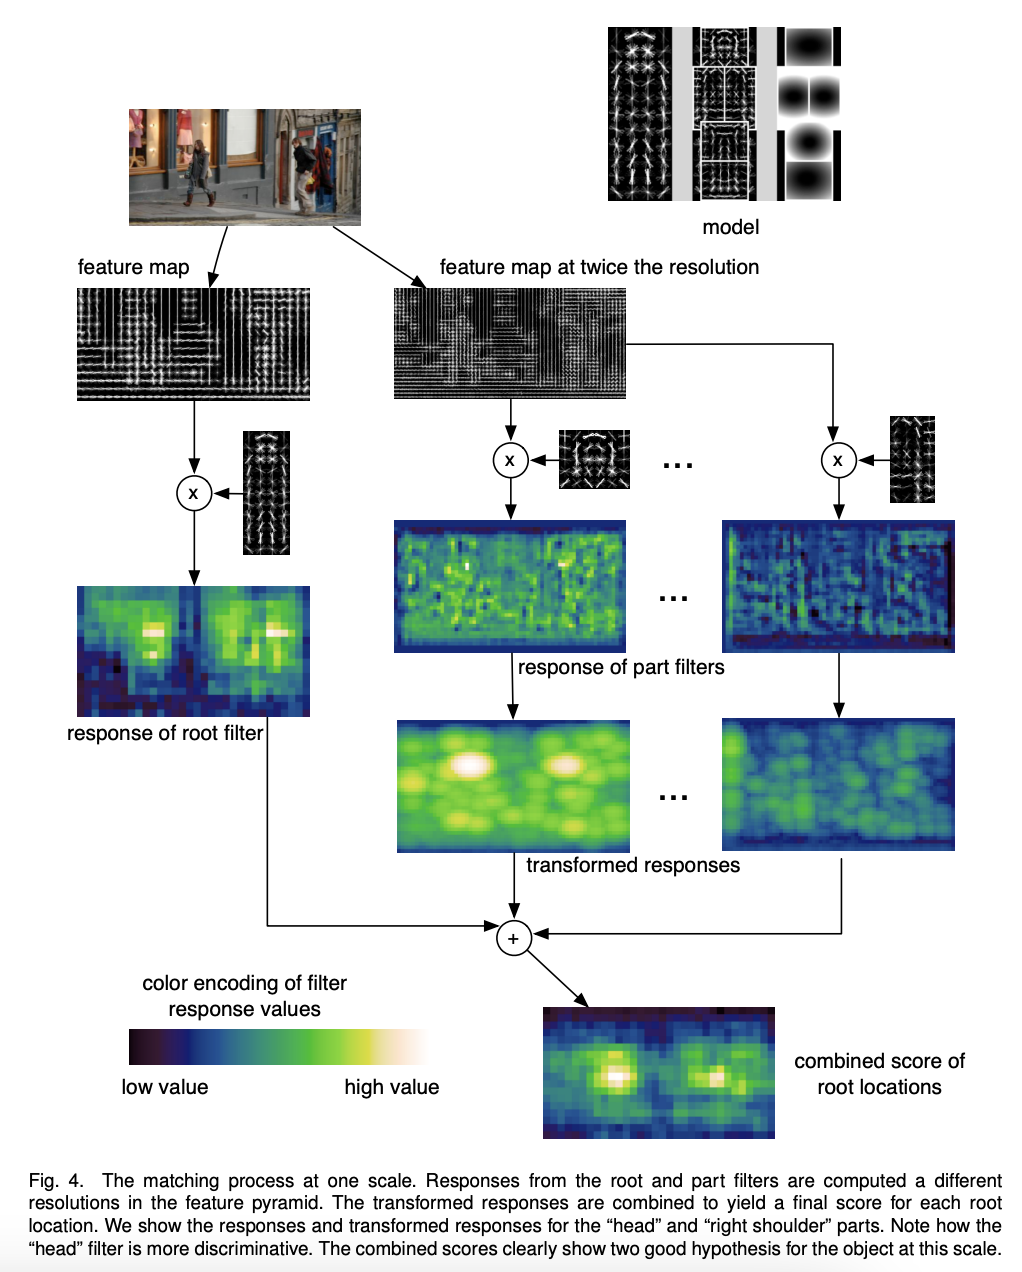 model
feature map
feature map at twice the resolution
x
x
...
x
response of part filters
...
response of root filter
...
transformed responses
+
color encoding of filter
response values
low value
high value
combined score of
root locations
Fig. 4. The matching process at one scale. Responses from the root and part filters are computed a different
resolutions in the feature pyramid. The transformed responses are combined to yield a final score for each root
location. We show the responses and transformed responses for the “head” and “right shoulder” parts. Note how the
“head” filter is more discriminative. The combined scores clearly show two good hypothesis for the object at this scale.